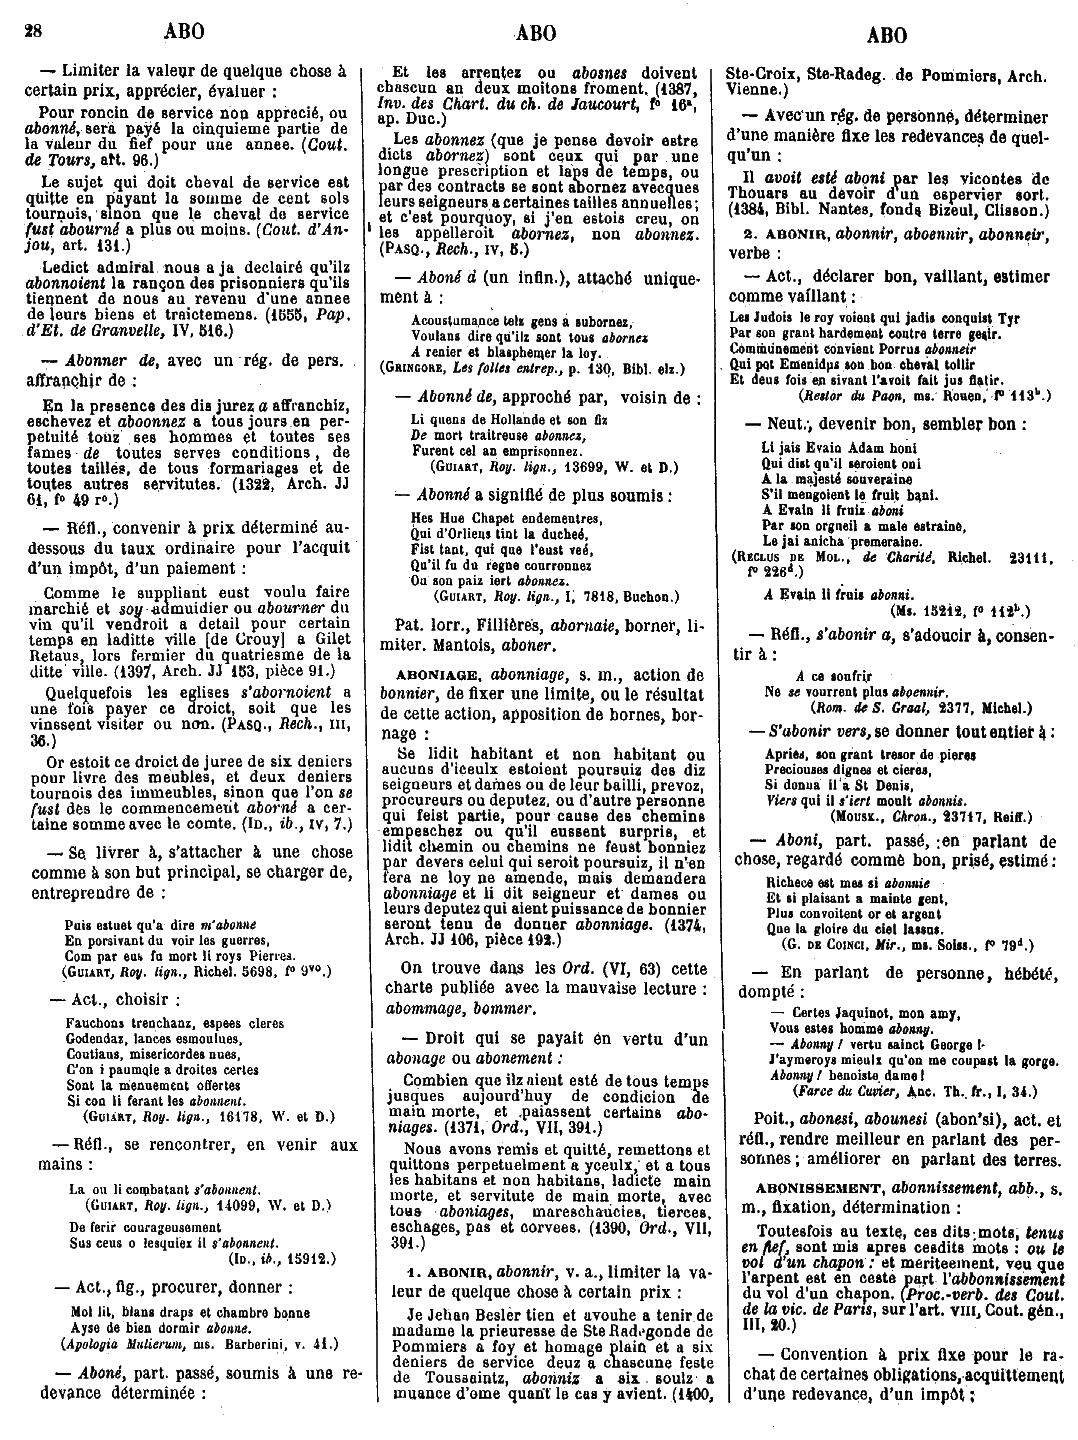 28 ABO ABO ABO
— Limiter la valeur de quelque chose à
certain prix, apprécier, évaluer :
Pour roncin de service non apprecié, ou
abonné, sera payé la cinquieme partie de
la valeur du fief pour une annee. (Cout.
de Tours, art. 96.)
Le sujet qui doit cheval de service est
quitte en payant la somme de cent sols
tournois, sinon que le cheval de service
fust abourné a plus ou moins. (Cout. d'An-
jou, art. 131.)
Ledict admiral nous a ja declairé qu'ilz
abonnoient la rançon des prisonniers qu'ils
tiennent de nous au revenu d'une annee
de leurs biens et traictemens. (1555, Pap.
d'Et. de Granvelle, IV, 516.)
— Abonner de, avec un rég. de pers.
affranchir de :
En la presence des dis jurez a affranchiz,
eschevez et aboonnez a tous jours en per-
petuité touz ses hommes et toutes ses
fames de toutes serves conditions, de
toutes tailles, de tous formariages et de
toutes autres servitutes. (1322, Arch. JJ
61, f° 49 r°.)
— Réfl., convenir à prix déterminé au-
dessous du taux ordinaire pour l'acquit
d'un impôt, d'un paiement :
Comme le suppliant eust voulu faire
marchié et soy admuidier ou abourner du
vin qu'il vendroit a detail pour certain
temps en laditte ville [de Crouy] a Gilet
Retaus, lors fermier du quatriesme de la
ditte ville. (1397, Arch. JJ 153, pièce 91.)
Quelquefois les eglises s'abornoient a
une fois payer ce droict, soit que les
vinssent visiter ou non. (PASQ., Rech., III,
36.)
Or estoit ce droict de juree de six deniers
pour livre des meubles, et deux deniers
tournois des immeubles, sinon que l'on se
fust dès le commencement aborné a cer-
taine somme avec le comte. (ID., ib., IV, 7.)
— Se livrer à, s'attacher à une chose
comme à son but principal, se charger de,
entreprendre de :
Puis estuet qu'a dire m'abonne
En porsivant du voir les guerres,
Com par eus fu mort li roys Pierres.
(GUIART, Roy. lign., Richel. 5698, f° 9vo.)
— Act., choisir :
Fauchons trenchanz, espees cleres
Godendaz, lances esmoulues,
Coutiaus, misericordes nues,
C'on i paumoie a droites certes
Sont la menuement offertes
Si con li ferant les abonnent.
(GUIART, Roy. lign., 16178, W. et D.)
— Réfl., se rencontrer, en venir aux
mains :
La ou li combatant s'abonnent.
(GUIART, Roy. lign., 14099, W. et D.)
De ferir courageusement
Sus ceus o lesquiex il s'abonnent.
(ID., ib., 15912.)
— Act., fig., procurer, donner :
Mol lit, blans draps et chambre bonne
Ayse de bien dormir abonne.
(Apologia Mulierum, ms. Barberini, v. 41.)
— Aboné, part. passé, soumis à une re-
devance déterminée :
Et les arrentez ou abosnes doivent
chascun an deux moitons froment. (1387,
Inv. des Chart. du ch. de Jaucourt, f° 16a,
ap. Duc.)
Les abonnez (que je pense devoir estre
dicts abornez) sont ceux qui par une
longue prescription et laps de temps, ou
par des contracts se sont abornez avecques
leurs seigneurs a certaines tailles annuelles ;
et c'est pourquoy, si j'en estois creu, on
les appelleroit abornez, non abonnez.
(PASQ., Rech., IV, 5.)
— Aboné à (un infin.), attaché unique-
ment à :
Acoustumance telz gens a subornez,
Voulans dire qu'ilz sont tous abornez
A renier et blasphemer la loy.
(GRINGORE, Les folles entrep., p. 130, Bibl. elz.)
— Abonné de, approché par, voisin de :
Li quens de Hollande et son fiz
De mort traitreuse abonnez,
Furent cel an emprisonnez.
(GUIART, Roy. lign., 13699, W. et D.)
— Abonné a signifié de plus soumis :
Hes Hue Chapet endementres,
Qui d'Orliens tint la ducheé,
Fist tant, qui que l'eust veé,
Qu'il fu du regne courronnez
Ou son paiz iert abonnez.
(GUIART, Roy. lign., I, 7818, Buchon.)
Pat. lorr., Fillières, abornaie, borner, li-
miter. Mantois, aboner.
ABONIAGE, abonniage, s. m., action de
bonnier, de fixer une limite, ou le résultat
de cette action, apposition de bornes, bor-
nage :
Se lidit habitant et non habitant ou
aucuns d'iceulx estoient poursuiz des diz
seigneurs et dames ou de leur bailli, prevoz,
procureurs ou deputez, ou d'autre personne
qui feist partie, pour cause des chemins
empeschez ou qu'il eussent surpris, et
lidit chemin ou chemins ne feust bonniez
par devers celui qui seroit poursuiz, il n'en
fera ne loy ne amende, mais demandera
abonniage et li dit seigneur et dames ou
leurs deputez qui aient puissance de bonnier
seront tenu de donner abonniage. (1374,
Arch. JJ 106, pièce 192.)
On trouve dans les Ord. (VI, 63) cette
charte publiée avec la mauvaise lecture :
abommage, bommer.
— Droit qui se payait en vertu d'un
abonage ou abonement :
Combien que ilz aient esté de tous temps
jusques aujourd'huy de condicion de
main morte, et paiassent certains abo-
niages. (1371, Ord., VII, 391.)
Nous avons remis et quitté, remettons et
quittons perpetuelment a yceulx, et a tous
les habitans et non habitans, ladicte main
morte, et servitute de main morte, avec
tous aboniages, mareschaucies, tierces,
eschages, pas et corvees. (1390, Ord., VII,
391.)
1. ABONIR, abonnir, v. a., limiter la va-
leur de quelque chose à certain prix :
Je Jehan Besler tien et avouhe a tenir de
madame la prieuresse de Ste Radegonde de
Pommiers a foy et homage plain et a six
deniers de service deuz a chascune feste
de Toussaintz, abonniz a six soulz a
muance d'ome quant le cas y avient. (1400,
Ste-Croix, Ste-Radeg. de Pommiers, Arch.
Vienne.)
— Avec un rég. de personne, déterminer
d'une manière fixe les redevances de quel-
qu'un :
Il avoit esté aboni par les vicontes de
Thouars au devoir d'un espervier sort.
(1384, Bibl. Nantes, fonds Bizeul, Clisson.)
2. ABONIR, abonnir, aboennir, abonneir,
verbe :
— Act., déclarer bon, vaillant, estimer
comme vaillant :
Les Judois le roy voient qui jadis conquist Tyr
Par son grant hardement contre terre gesir.
Communement convient Porrus abonneir
Qui pot Emenidus son bon cheval tollir
Et deus fois en sivant l'avoit fait jus flatir.
(Restor du Paon, ms. Rouen, f° 113b.)
— Neut., devenir bon, sembler bon :
Li jais Evain Adam honi
Qui dist qu'il seroient oni
A la majesté souveraine
S'il mengoient le fruit bani.
A Evain li fruiz aboni
Par son orgueil a male estraine,
Le jai anicha premeraine.
(RECLUS DE MOL., de Charité, Richel. 23111,
f° 226d.)
A Evain li fruis abonni.
(Ms. 15212, f° 112b.)
— Réfl., s'abonir a, s'adoucir à, consen-
tir à :
A ce soufrir
Ne se vourrent plus aboennir.
(Rom. de S. Graal, 2377, Michel.)
— S'abonir vers, se donner tout entier à :
Apriés, son grant tresor de pieres
Preciouses dignes et cieres,
Si donna il a St Denis,
Viers qui il s'iert moult abonnis.
(MOUSK., Chron., 23717, Reiff.)
— Aboni, part. passé, en parlant de
chose, regardé comme bon, prisé, estimé :
Richece est mes si abonnie
Et si plaisant a mainte gent,
Plus convoitent or et argent
Que la gloire du ciel lassus.
(G. DE COINCI, Mir., ms. Soiss., f° 79d.)
— En parlant de personne, hébété,
dompté :
— Certes Jaquinot, mon amy,
Vous estes homme abonny.
— Abonny ! vertu sainct George !
J'aymeroys mieulx qu'on me coupast la gorge.
Abonny ! benoiste dame !
(Farce du Cuvier, Anc. Th. fr., I, 34.)
Poit., abonesi, abounesi (abon'si), act. et
réfl., rendre meilleur en parlant des per-
sonnes ; améliorer en parlant des terres.
ABONISSEMENT, abonnissement, abb., s.
m., fixation, détermination :
Toutesfois au texte, ces dits mots, tenus
en fief, sont mis apres cesdits mots : ou le
vol d'un chapon : et meriteement, veu que
l'arpent est en ceste part l'abbonnissement
du vol d'un chapon. (Proc.-verb. des Cout.
de la vic. de Paris, sur l'art. VIII, Cout. gén.,
III, 20.)
— Convention à prix fixe pour le ra-
chat de certaines obligations, acquittement
d'une redevance, d'un impôt ;